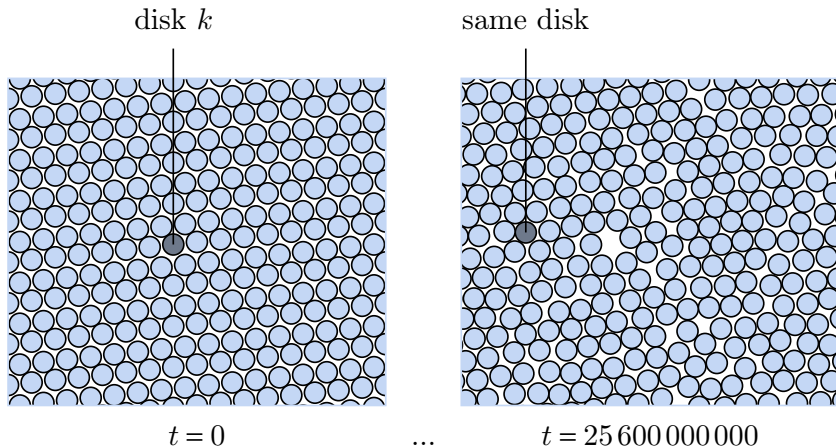 disk k same disk
t = 0 ... t = 25 600 000 000